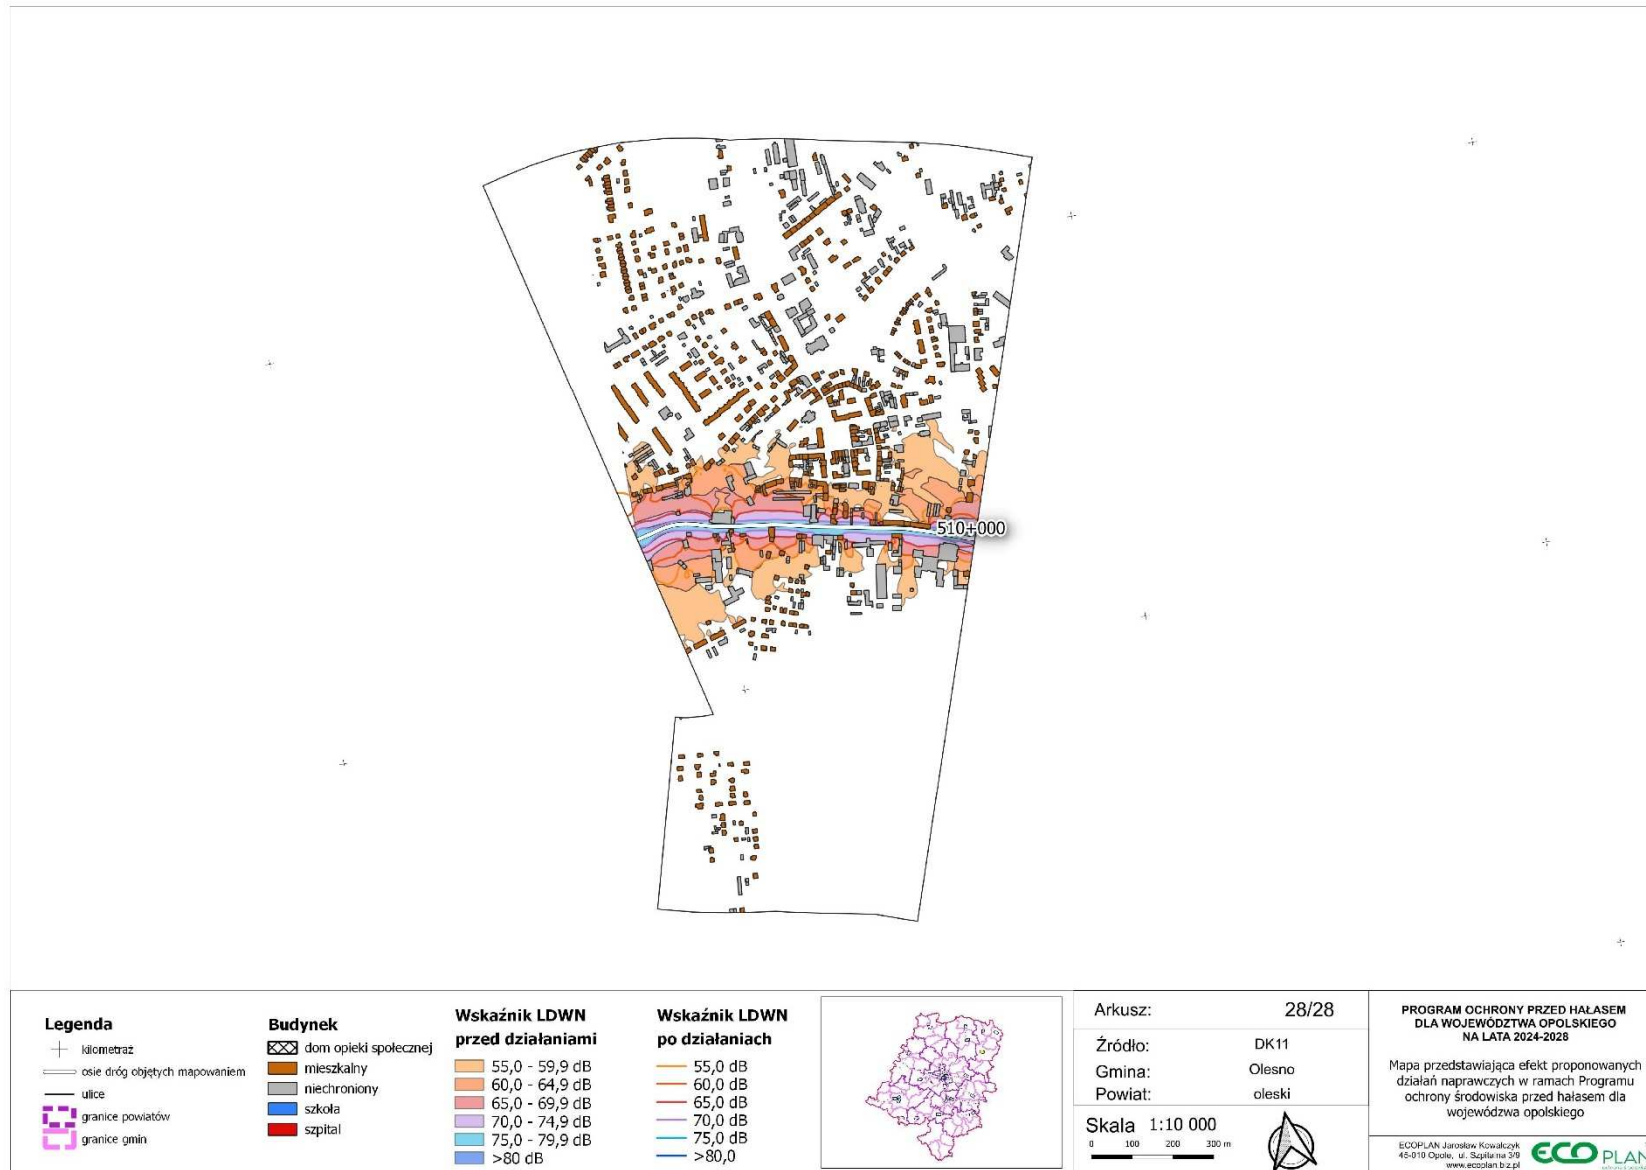 510+000
Legenda
kilometraż
osie dróg objętych mapowaniem
ulice
granice powiatów
granice gmin
Budynek
dom opieki społecznej
mieszkalny
niechroniony
szkoła
szpital
Wskaźnik LDWN
przed działaniami
55,0 - 59,9 dB
60,0 - 64,9 dB
65,0 - 69,9 dB
70,0 - 74,9 dB
75,0 - 79,9 dB
>80 dB
Wskaźnik LDWN
po działaniach
55,0 dB
60,0 dB
65,0 dB
70,0 dB
75,0 dB
>80,0
Arkusz: 28/28
Źródło: DK11
Gmina: Olesno
Powiat: oleski
Skala 1:10 000
0 100 200 300 m
PROGRAM OCHRONY PRZED HAŁASEM
DLA WOJEWÓDZTWA OPOLSKIEGO
NA LATA 2024-2028
Mapa przedstawiająca efekt proponowanych
działań naprawczych w ramach Programu
ochrony środowiska przed hałasem dla
wojewódzwa opolskiego
ECOPLAN Jarosław Kowalczyk
45-010 Opole, ul. Szpitalna 3/9
www.ecoplan.biz.pl
ECO PLAN